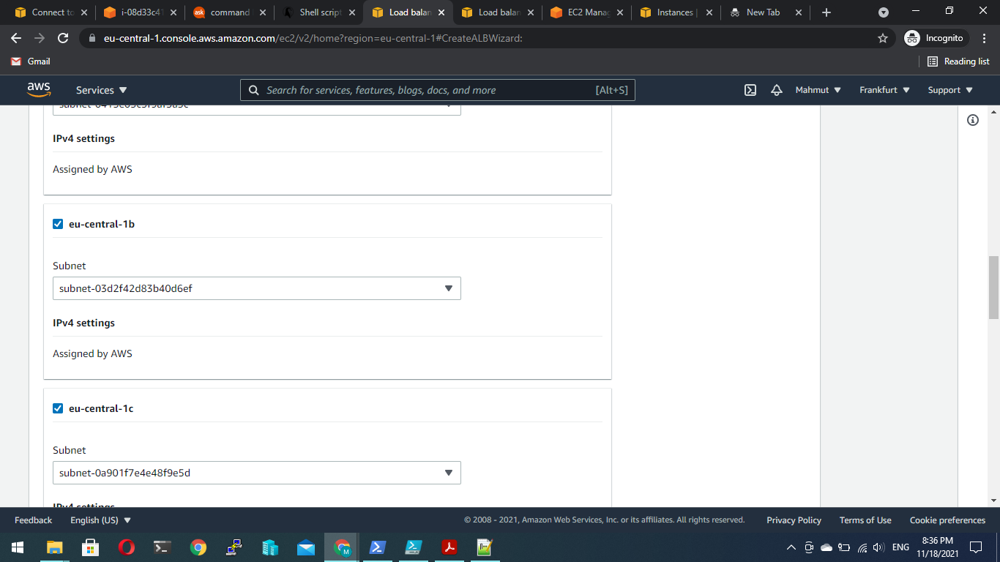 Connect to
i-08d33c41
ask command
Shell script
Load balan
Load balan
EC2 Manag
Instances |
New Tab
eu-central-1.console.aws.amazon.com/ec2/v2/home?region=eu-central-1#CreateALBWizard:
Incognito
Gmail
Reading list
aws
Services
Search for services, features, blogs, docs, and more
[Alt+S]
Mahmut
Frankfurt
Support
IPv4 settings
Assigned by AWS
eu-central-1b
Subnet
subnet-03d2f42d83b40d6ef
IPv4 settings
Assigned by AWS
eu-central-1c
Subnet
subnet-0a901f7e4e48f9e5d
IPv4 settings
Feedback
English (US)
© 2008 - 2021, Amazon Web Services, Inc. or its affiliates. All rights reserved.
Privacy Policy
Terms of Use
Cookie preferences
M
ENG
8:36 PM
11/18/2021